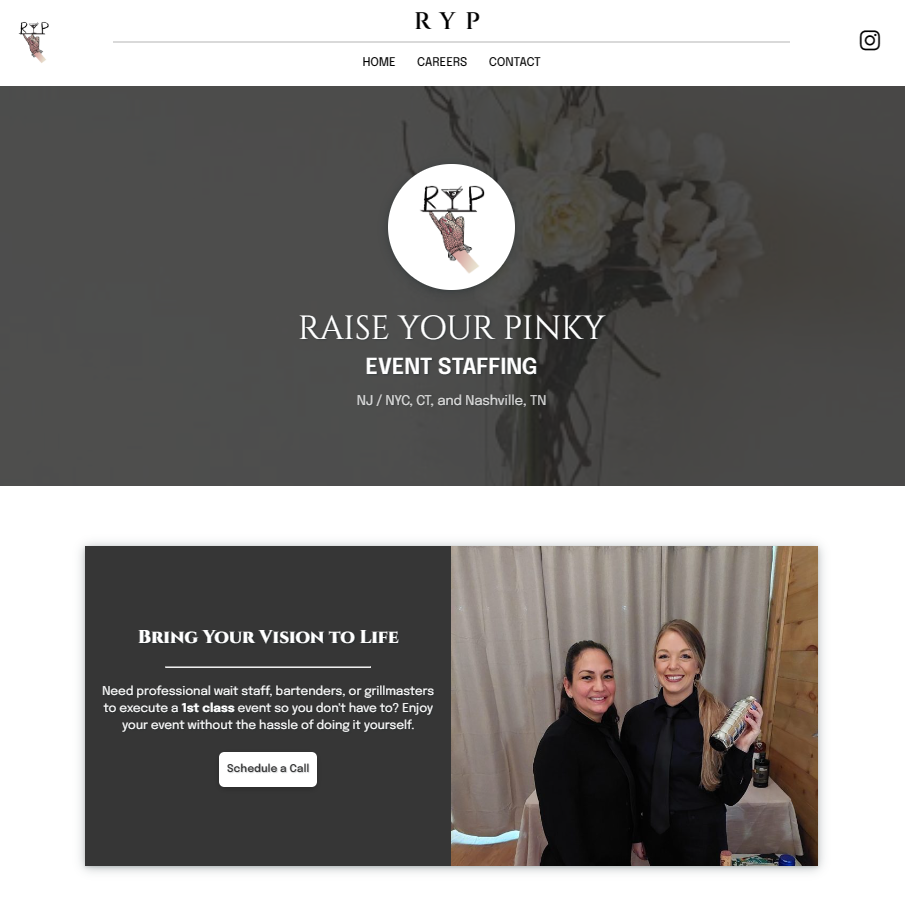 RYP
R Y P
HOME CAREERS CONTACT
RYP
RAISE YOUR PINKY
EVENT STAFFING
NJ / NYC, CT, and Nashville, TN
Bring Your Vision to Life
Need professional wait staff, bartenders, or grillmasters
to execute a 1st class event so you don't have to? Enjoy
your event without the hassle of doing it yourself.
Schedule a Call